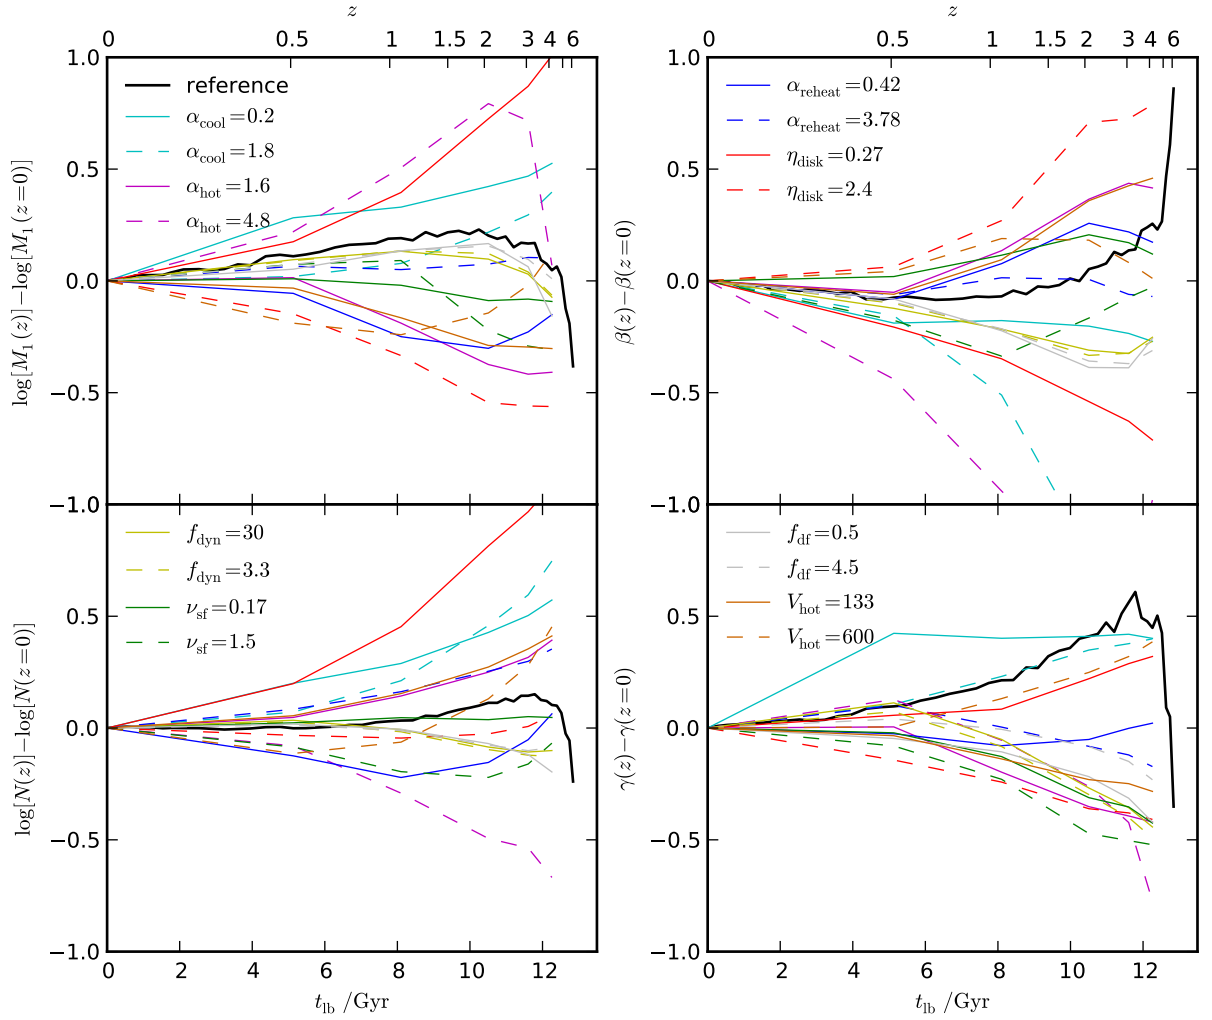 z
z
0 0.5 1 1.5 2 3 4 6
0 0.5 1 1.5 2 3 4 6
1.0
0.5
0.0
−0.5
−1.0
log[M₁(z)]−log[M₁(z=0)]
reference
α_cool=0.2
α_cool=1.8
α_hot=1.6
α_hot=4.8
1.0
0.5
0.0
−0.5
−1.0
β(z)−β(z=0)
α_reheat=0.42
α_reheat=3.78
η_disk=0.27
η_disk=2.4
0.5
0.0
−0.5
−1.0
log[N(z)]−log[N(z=0)]
f_dyn=30
f_dyn=3.3
ν_sf=0.17
ν_sf=1.5
0.5
0.0
−0.5
−1.0
γ(z)−γ(z=0)
f_df=0.5
f_df=4.5
V_hot=133
V_hot=600
0 2 4 6 8 10 12
0 2 4 6 8 10 12
t_lb /Gyr
t_lb /Gyr